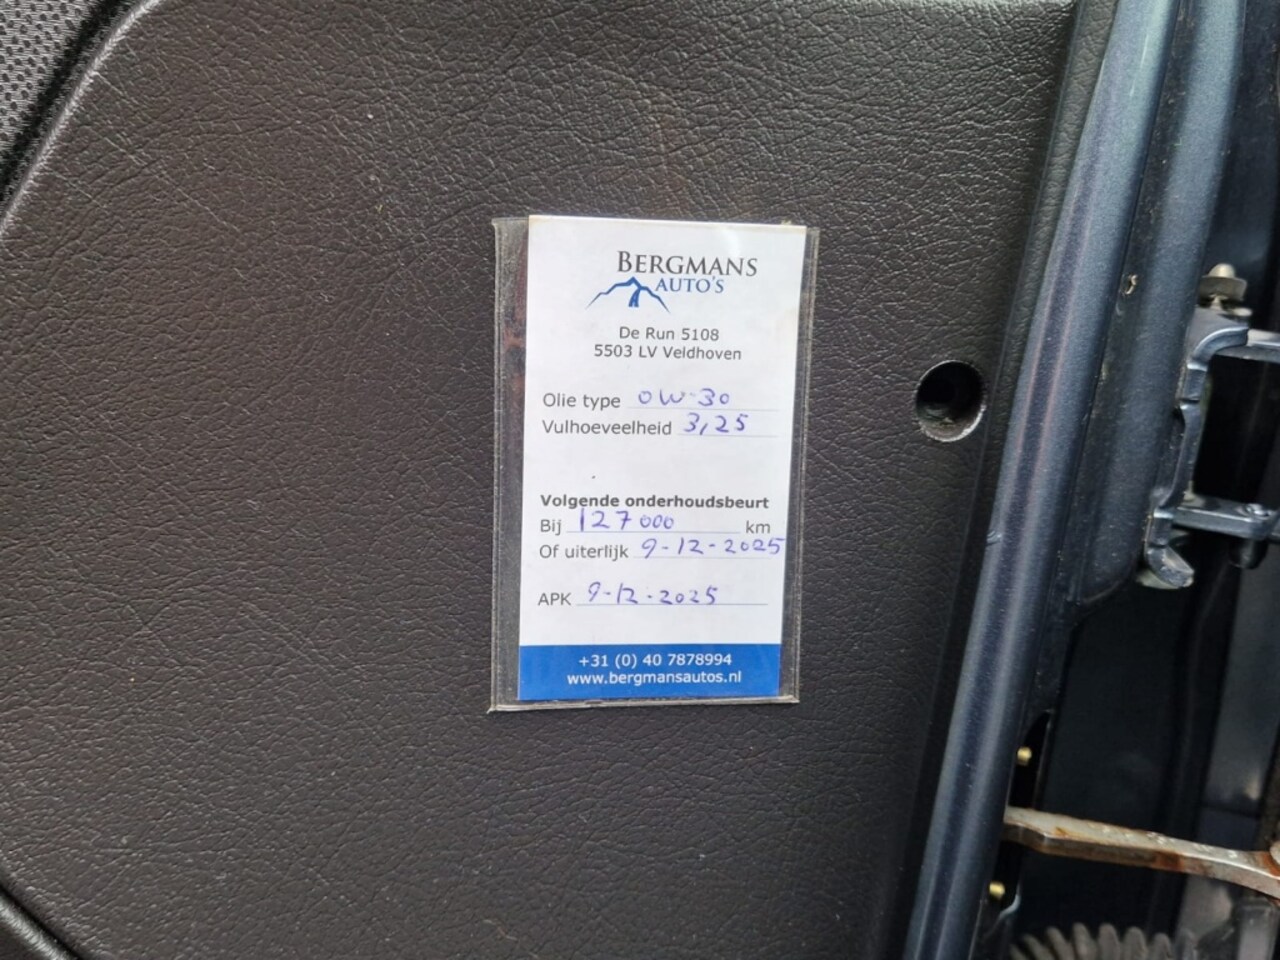 BERGMANS
AUTO'S
De Run 5108
5503 LV Veldhoven
Olie type 0W-30
Vulhoeveelheid 3,25
Volgende onderhoudsbeurt
Bij 127000 km
Of uiterlijk 9-12-2025
APK 9-12-2025
+31 (0) 40 7878994
www.bergmansautos.nl